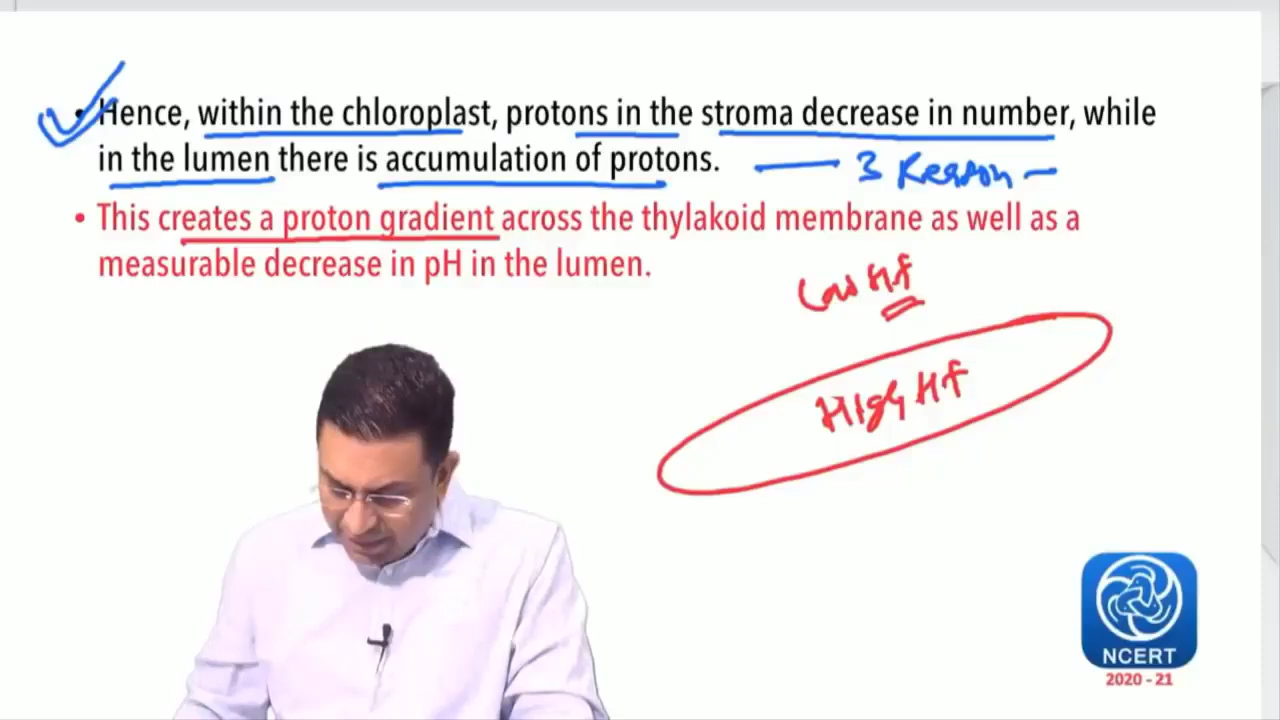 • Hence, within the chloroplast, protons in the stroma decrease in number, while
in the lumen there is accumulation of protons. — 3 Reason —
• This creates a proton gradient across the thylakoid membrane as well as a
measurable decrease in pH in the lumen.
Low H+
High H+
NCERT
2020 - 21